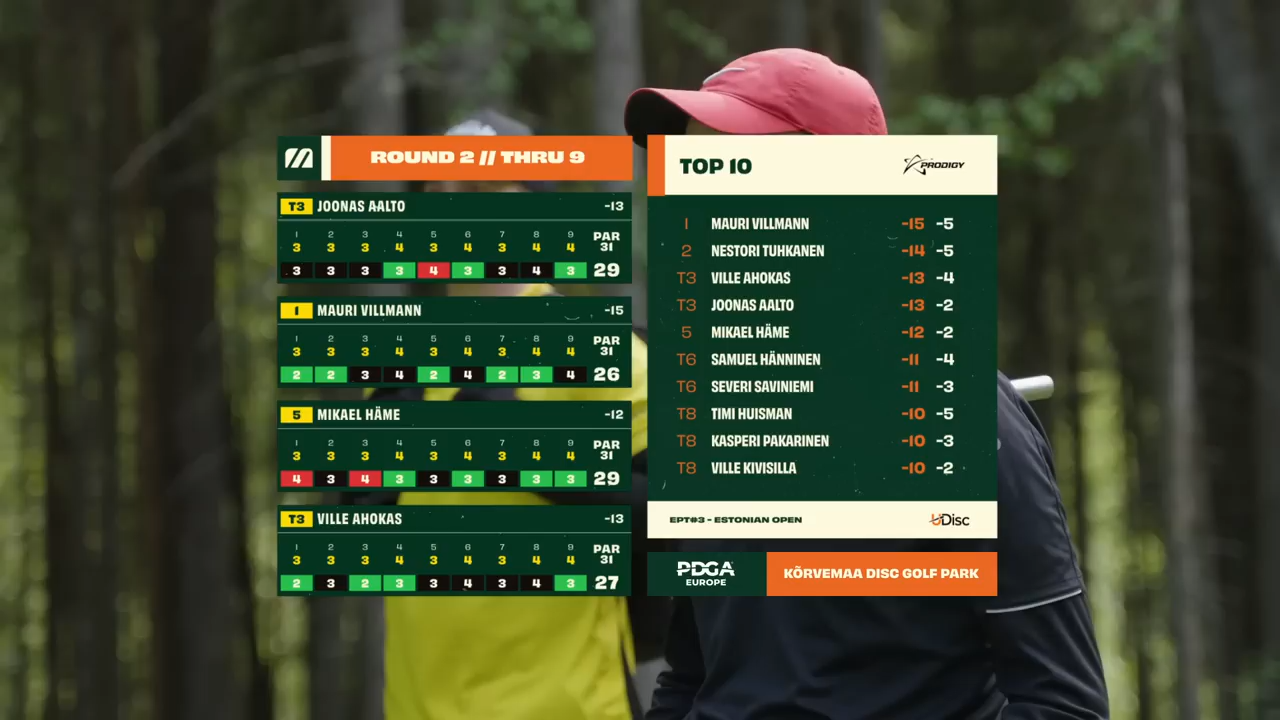 ROUND 2 // THRU 9
T3 JOONAS AALTO -13
1 2 3 4 5 6 7 8 9 PAR
3 3 3 4 3 4 3 4 4 31
3 3 3 3 4 3 3 4 3 29
1 MAURI VILLMANN -15
1 2 3 4 5 6 7 8 9 PAR
3 3 3 4 3 4 3 4 4 31
2 2 3 4 2 4 2 3 4 26
5 MIKAEL HÄME -12
1 2 3 4 5 6 7 8 9 PAR
3 3 3 4 3 4 3 4 4 31
4 3 4 3 3 3 3 3 3 29
T3 VILLE AHOKAS -13
1 2 3 4 5 6 7 8 9 PAR
3 3 3 4 3 4 3 4 4 31
2 3 2 3 3 4 3 4 3 27
TOP 10 PRODIGY
1 MAURI VILLMANN -15 -5
2 NESTORI TUHKANEN -14 -5
T3 VILLE AHOKAS -13 -4
T3 JOONAS AALTO -13 -2
5 MIKAEL HÄME -12 -2
T6 SAMUEL HÄNNINEN -11 -4
T6 SEVERI SAVINIEMI -11 -3
T8 TIMI HUISMAN -10 -5
T8 KASPERI PAKARINEN -10 -3
T8 VILLE KIVISILLA -10 -2
EPT#3 - ESTONIAN OPEN UDisc
PDGA
EUROPE
KÕRVEMAA DISC GOLF PARK